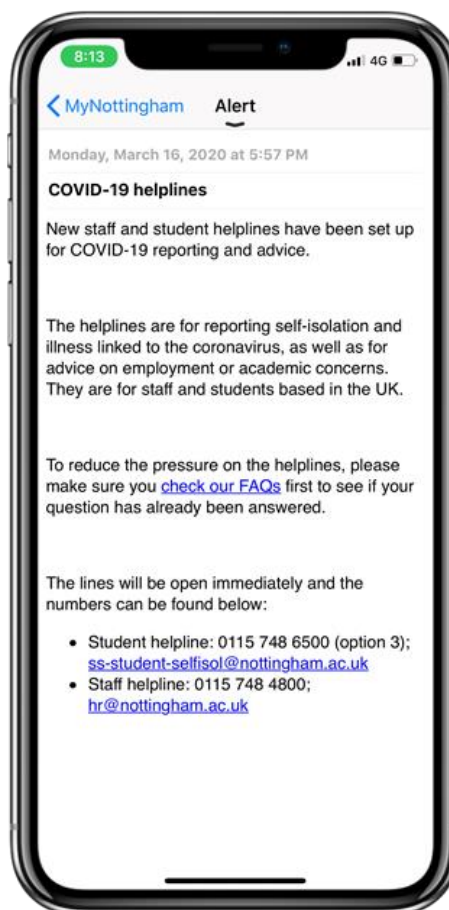 8:13
4G
MyNottingham Alert
Monday, March 16, 2020 at 5:57 PM
COVID-19 helplines
New staff and student helplines have been set up
for COVID-19 reporting and advice.
The helplines are for reporting self-isolation and
illness linked to the coronavirus, as well as for
advice on employment or academic concerns.
They are for staff and students based in the UK.
To reduce the pressure on the helplines, please
make sure you check our FAQs first to see if your
question has already been answered.
The lines will be open immediately and the
numbers can be found below:
• Student helpline: 0115 748 6500 (option 3);
ss-student-selfisol@nottingham.ac.uk
• Staff helpline: 0115 748 4800;
hr@nottingham.ac.uk